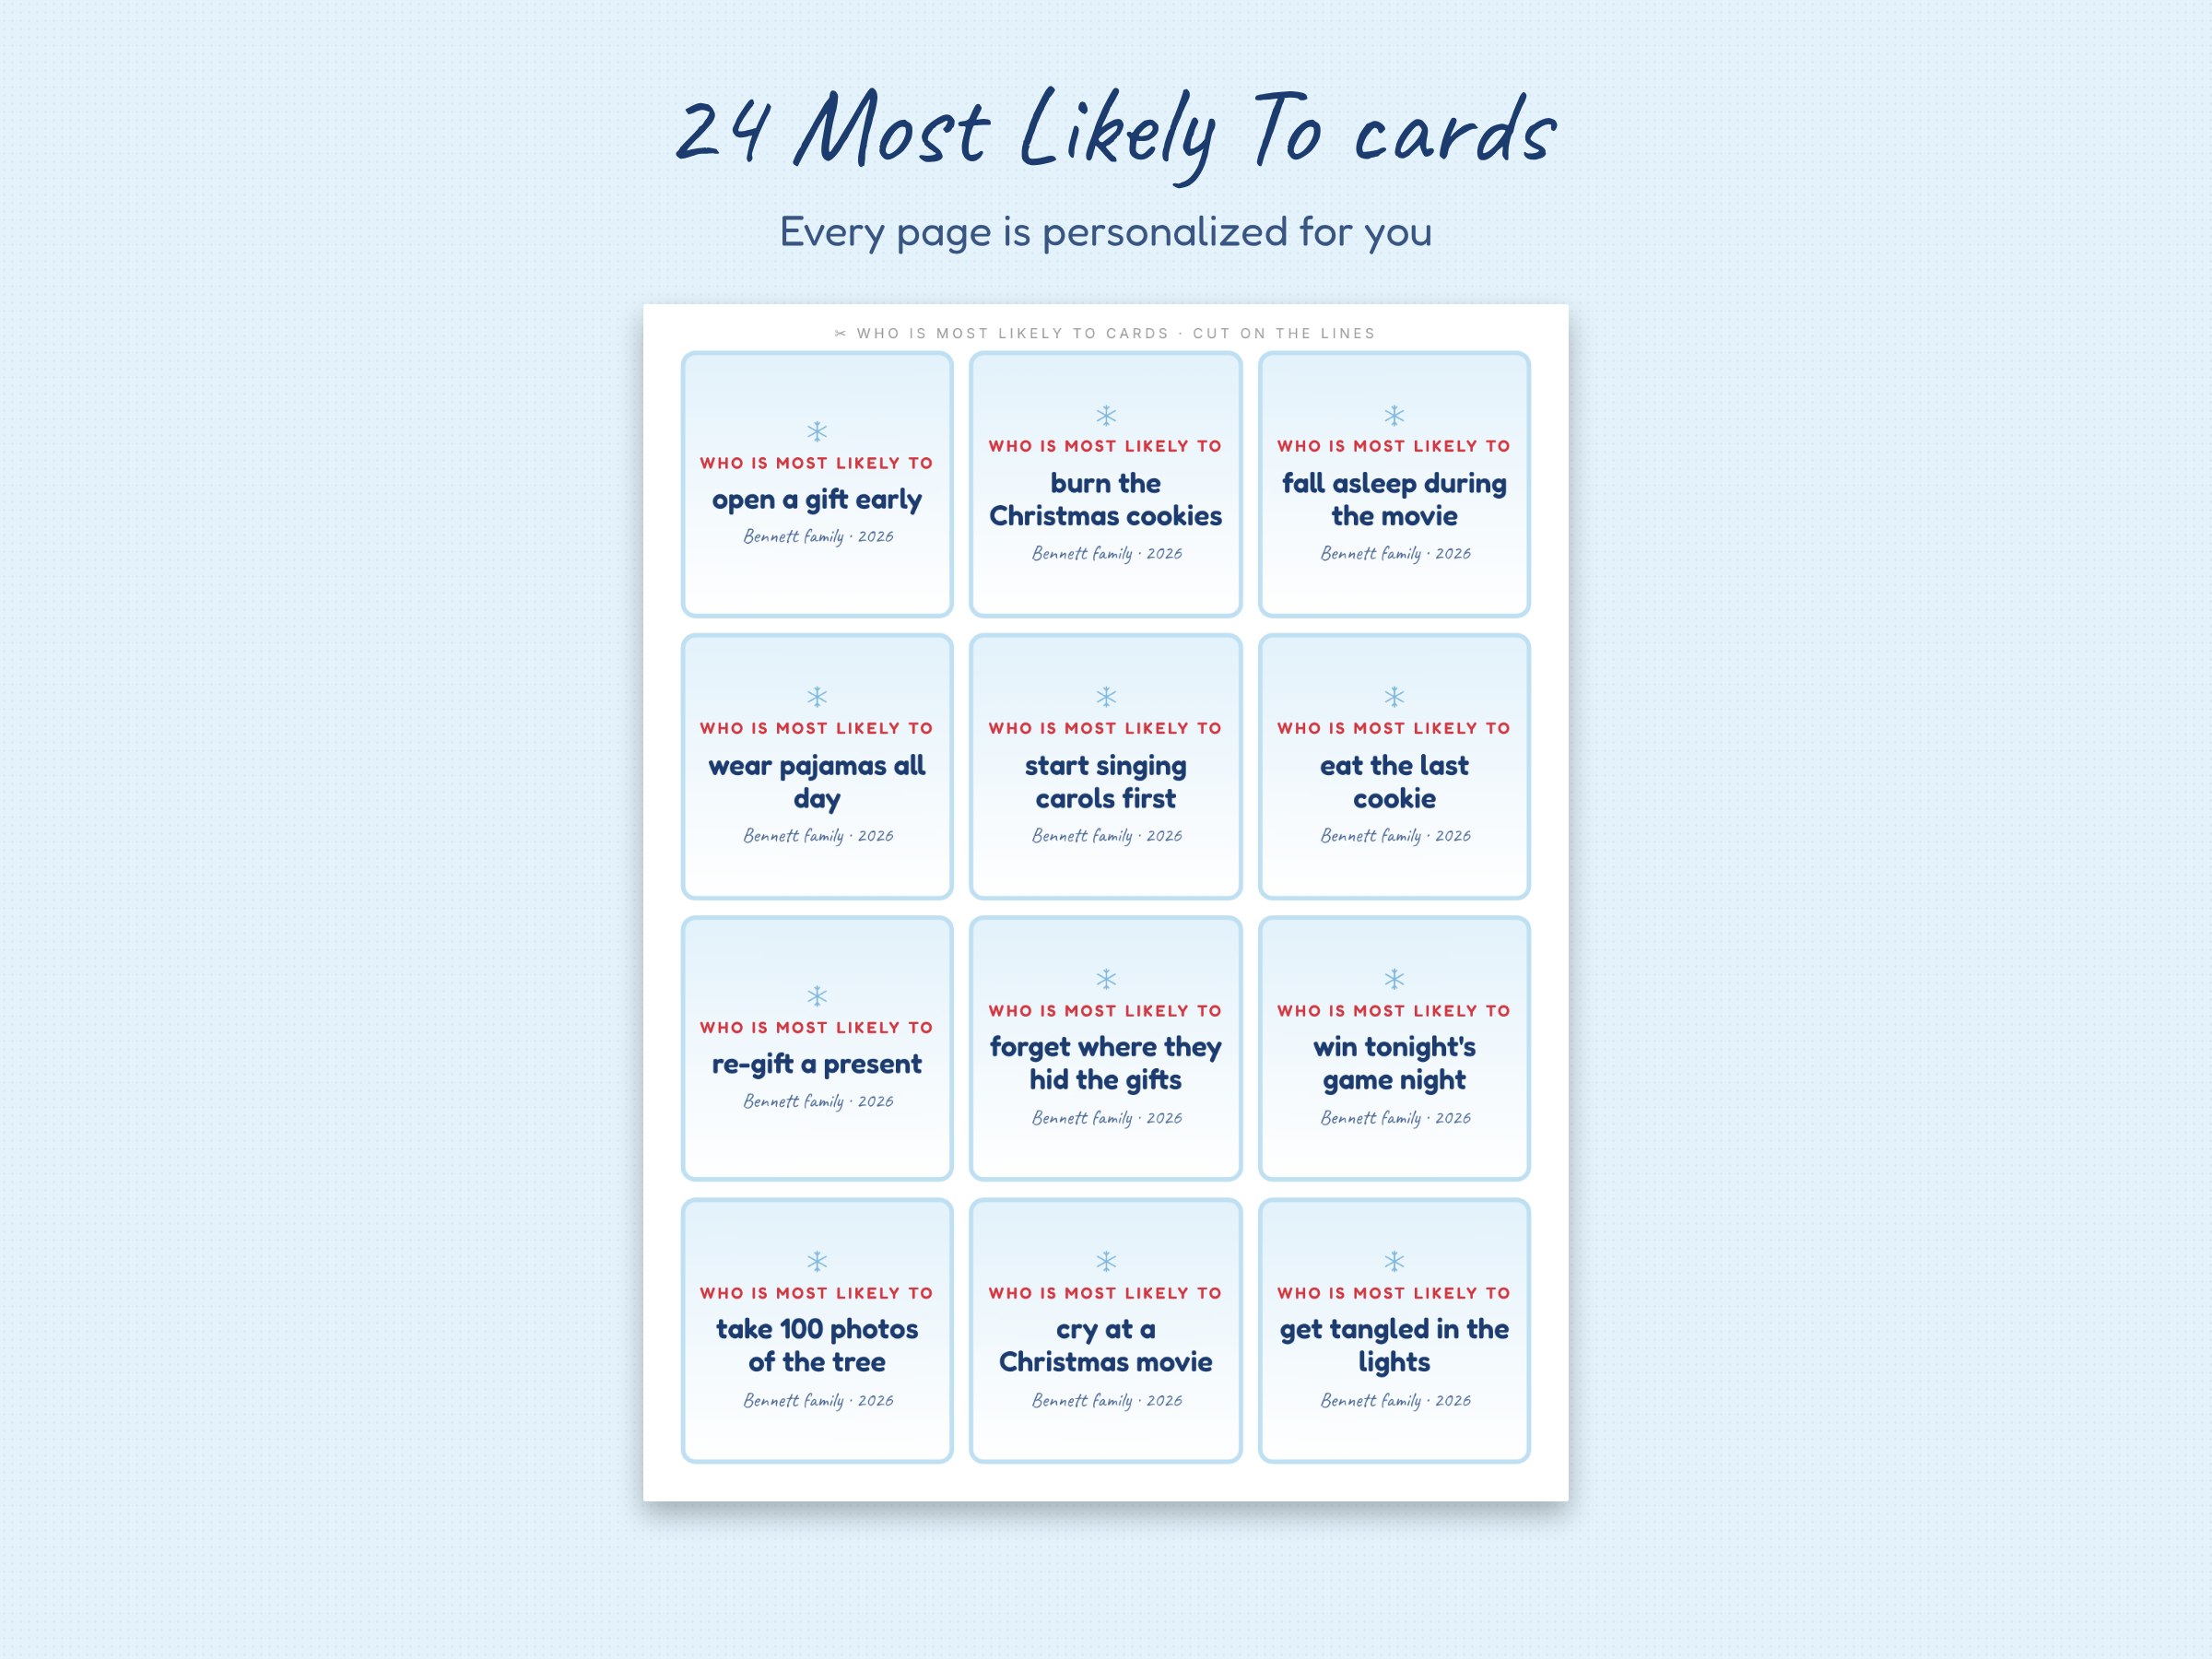 24 Most Likely To cards
Every page is personalized for you
✂ WHO IS MOST LIKELY TO CARDS · CUT ON THE LINES
WHO IS MOST LIKELY TO
open a gift early
Bennett family · 2026
WHO IS MOST LIKELY TO
burn the
Christmas cookies
Bennett family · 2026
WHO IS MOST LIKELY TO
fall asleep during
the movie
Bennett family · 2026
WHO IS MOST LIKELY TO
wear pajamas all
day
Bennett family · 2026
WHO IS MOST LIKELY TO
start singing
carols first
Bennett family · 2026
WHO IS MOST LIKELY TO
eat the last
cookie
Bennett family · 2026
WHO IS MOST LIKELY TO
re-gift a present
Bennett family · 2026
WHO IS MOST LIKELY TO
forget where they
hid the gifts
Bennett family · 2026
WHO IS MOST LIKELY TO
win tonight's
game night
Bennett family · 2026
WHO IS MOST LIKELY TO
take 100 photos
of the tree
Bennett family · 2026
WHO IS MOST LIKELY TO
cry at a
Christmas movie
Bennett family · 2026
WHO IS MOST LIKELY TO
get tangled in the
lights
Bennett family · 2026